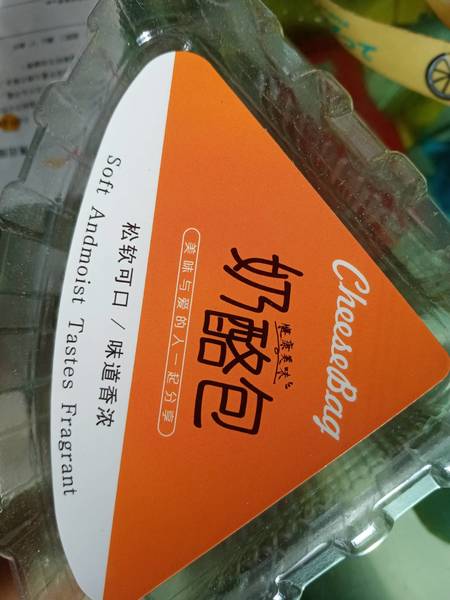 CheeseBag
奶酪包
健康美味
美味与爱的人一起分享
松软可口 / 味道香浓
Soft Andmoist Tastes Fragrant